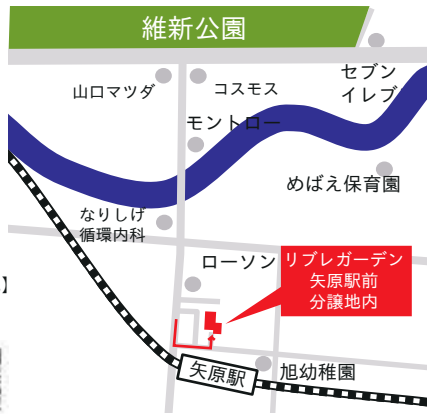 維新公園
セブン
イレブン
山口マツダ
コスモス
モントロー
めばえ保育園
なりしげ
循環内科
ローソン
リブレガーデン
矢原駅前
分譲地内
】
矢原駅
旭幼稚園